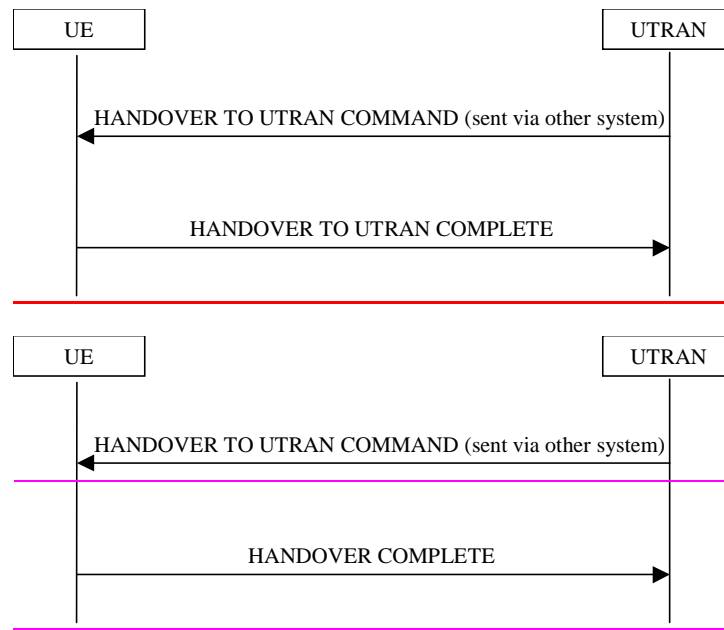 UE UTRAN
HANDOVER TO UTRAN COMMAND (sent via other system)
HANDOVER TO UTRAN COMPLETE
UE UTRAN
HANDOVER TO UTRAN COMMAND (sent via other system)
HANDOVER COMPLETE